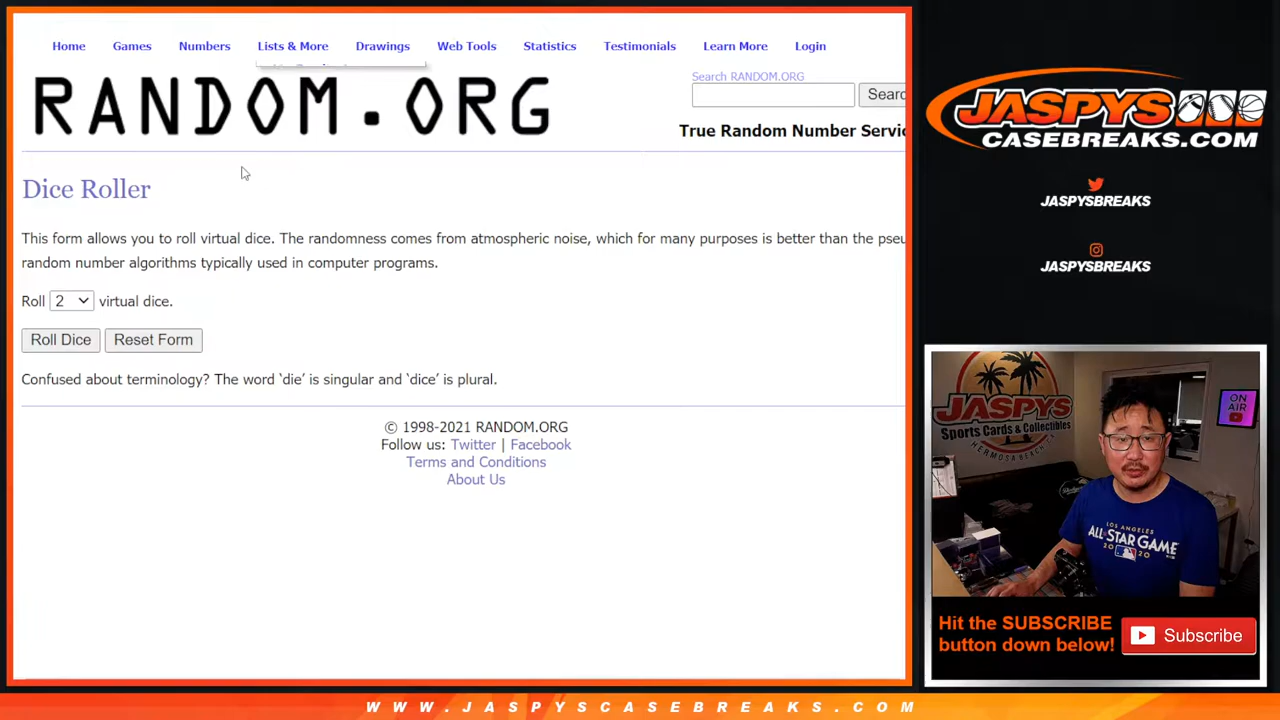 Home Games Numbers Lists & More Drawings Web Tools Statistics Testimonials Learn More Login
RANDOM.ORG
Search RANDOM.ORG
Searc
True Random Number Servic
Dice Roller
This form allows you to roll virtual dice. The randomness comes from atmospheric noise, which for many purposes is better than the pseu
random number algorithms typically used in computer programs.
Roll 2 virtual dice.
Roll Dice Reset Form
Confused about terminology? The word ‘die’ is singular and ‘dice’ is plural.
© 1998-2021 RANDOM.ORG
Follow us: Twitter | Facebook
Terms and Conditions
About Us
JASPYS
CASEBREAKS.COM
JASPYSBREAKS
JASPYSBREAKS
JASPYS
Sports Cards & Collectibles
HERMOSA BEACH, CA
ON
AIR
LOS ANGELES
ALL-STAR GAME
2020
Hit the SUBSCRIBE
button down below!
Subscribe
WWW.JASPYSCASEBREAKS.COM